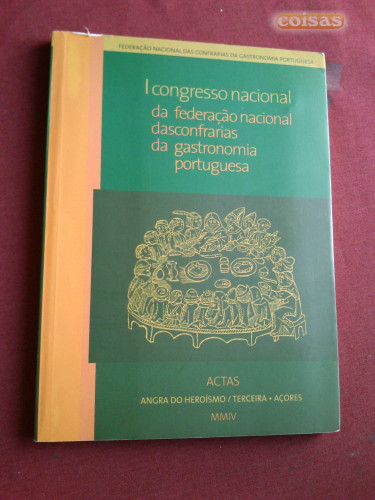 coisas
FEDERAÇÃO NACIONAL DAS CONFRARIAS DA GASTRONOMIA PORTUGUESA
I congresso nacional
da federação nacional
dasconfrarias
da gastronomia
portuguesa
ACTAS
ANGRA DO HEROÍSMO / TERCEIRA • AÇORES
MMIV